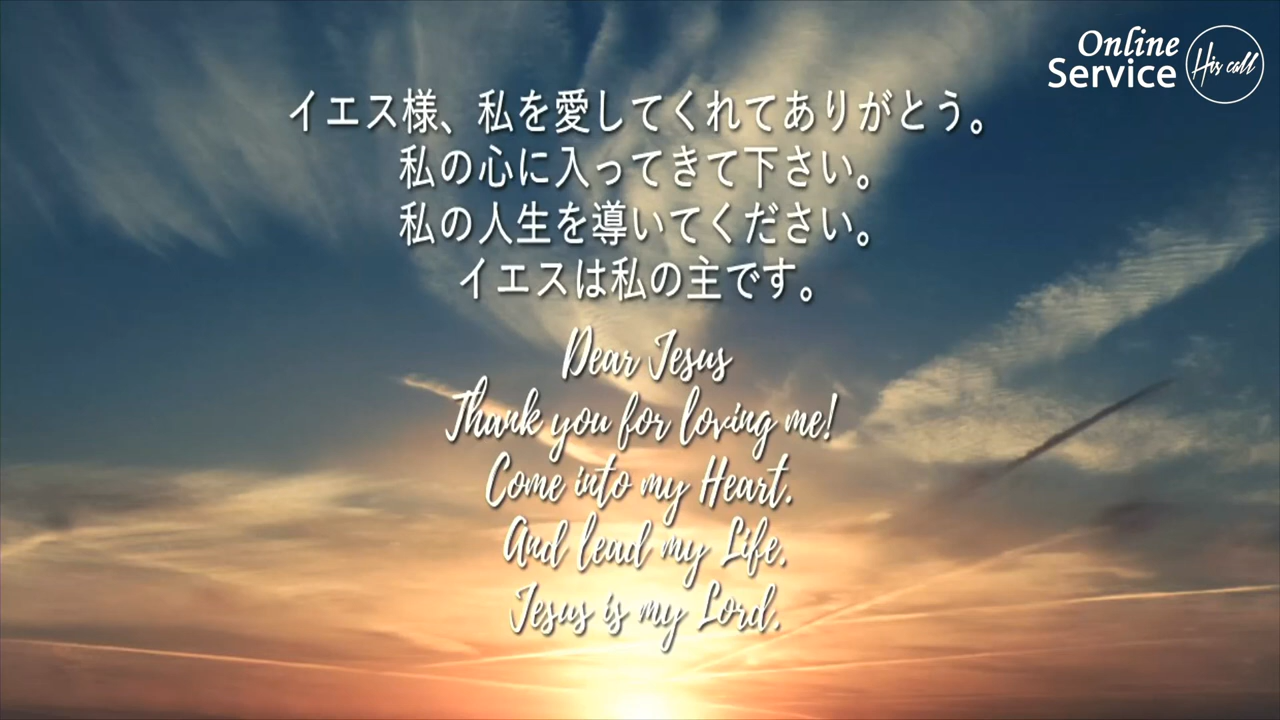 Online
Service
His call
イエス様、私を愛してくれてありがとう。
私の心に入ってきて下さい。
私の人生を導いてください。
イエスは私の主です。
Dear Jesus
Thank you for loving me!
Come into my Heart.
And lead my Life.
Jesus is my Lord.